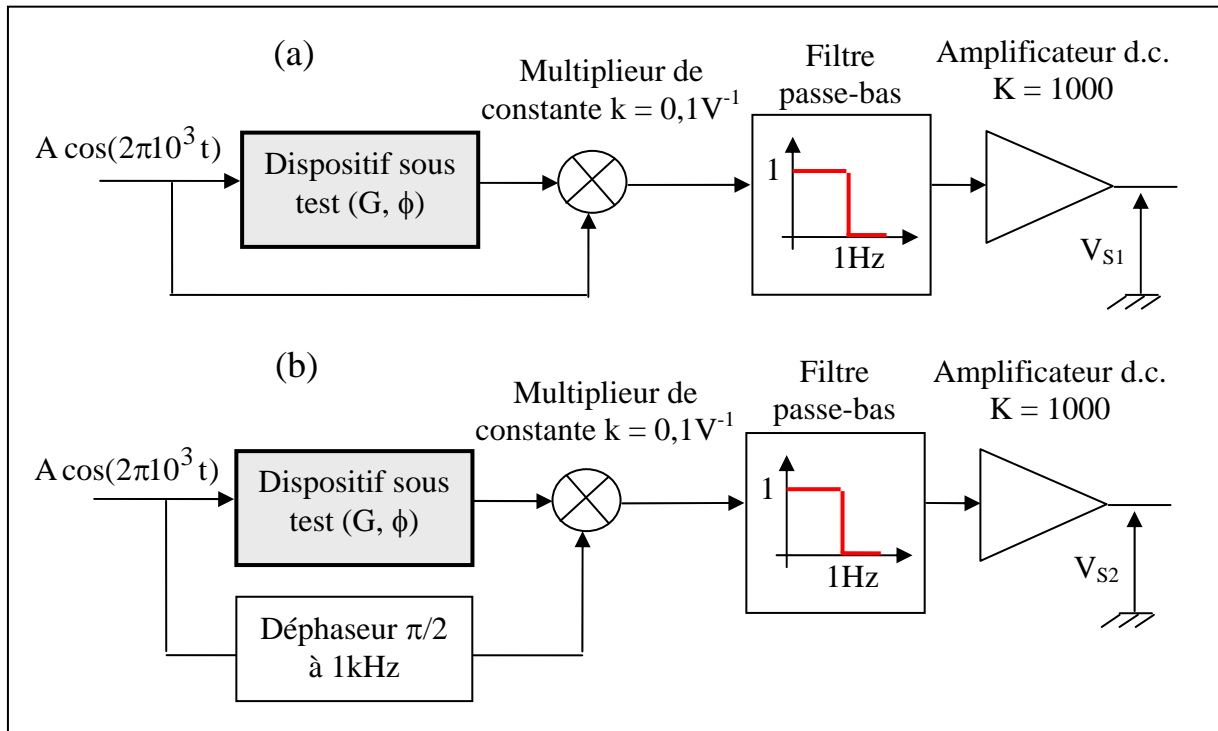 (a)
Multiplieur de
constante k = 0,1V⁻¹
Filtre
passe-bas
Amplificateur d.c.
K = 1000
A cos(2π10³ t)
Dispositif sous
test (G, ϕ)
1
1Hz
V_S1
(b)
Multiplieur de
constante k = 0,1V⁻¹
Filtre
passe-bas
Amplificateur d.c.
K = 1000
A cos(2π10³ t)
Dispositif sous
test (G, ϕ)
1
1Hz
V_S2
Déphaseur π/2
à 1kHz